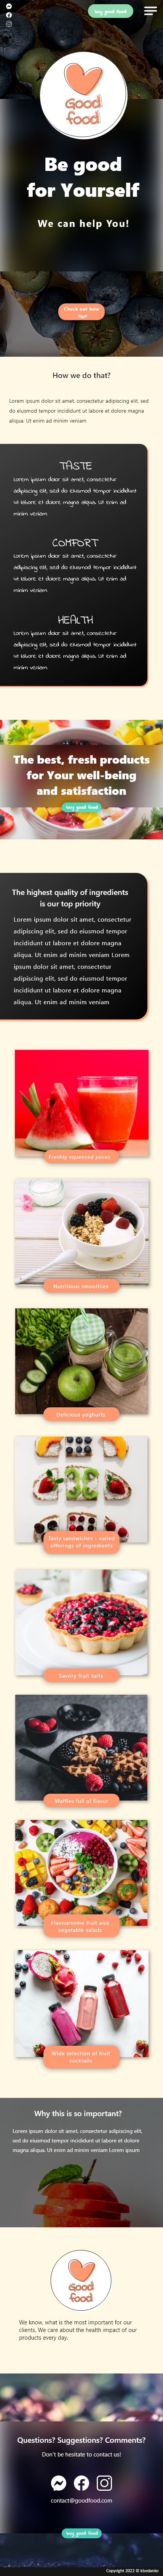 buy good food
Good
food
Be good
for Yourself
We can help You!
Check out how
How we do that?
Lorem ipsum dolor sit amet, consectetur adipiscing elit, sed
do eiusmod tempor incididunt ut labore et dolore magna
aliqua. Ut enim ad minim veniam
TASTE
Lorem ipsum dolor sit amet, consectetur
adipiscing elit, sed do eiusmod tempor incididunt
ut labore et dolore magna aliqua. Ut enim ad
minim veniam
COMFORT
Lorem ipsum dolor sit amet, consectetur
adipiscing elit, sed do eiusmod tempor incididunt
ut labore et dolore magna aliqua. Ut enim ad
minim veniam
HEALTH
Lorem ipsum dolor sit amet, consectetur
adipiscing elit, sed do eiusmod tempor incididunt
ut labore et dolore magna aliqua. Ut enim ad
minim veniam
The best, fresh products
for Your well-being
and satisfaction
buy good food
The highest quality of ingredients
is our top priority
Lorem ipsum dolor sit amet, consectetur
adipiscing elit, sed do eiusmod tempor
incididunt ut labore et dolore magna
aliqua. Ut enim ad minim veniam Lorem
ipsum dolor sit amet, consectetur
adipiscing elit, sed do eiusmod tempor
incididunt ut labore et dolore magna
aliqua. Ut enim ad minim veniam
Freshly squeezed juices
Nutritious smoothies
Delicious yoghurts
Tasty sandwiches - varied
offerings of ingredients
Savory fruit tarts
Waffles full of flavor
Flavoursome fruit and
vegetable salads
Wide selection of fruit
cocktails
Why this is so important?
Lorem ipsum dolor sit amet, consectetur adipiscing elit,
sed do eiusmod tempor incididunt ut labore et dolore
magna aliqua. Ut enim ad minim veniam Lorem ipsum
Good
food
We know, what is the most important for our
clients. We care about the health impact of our
products every day.
Questions? Suggestions? Comments?
Don't be hesitate to contact us!
contact@goodfood.com
buy good food
Copyright 2022 ©